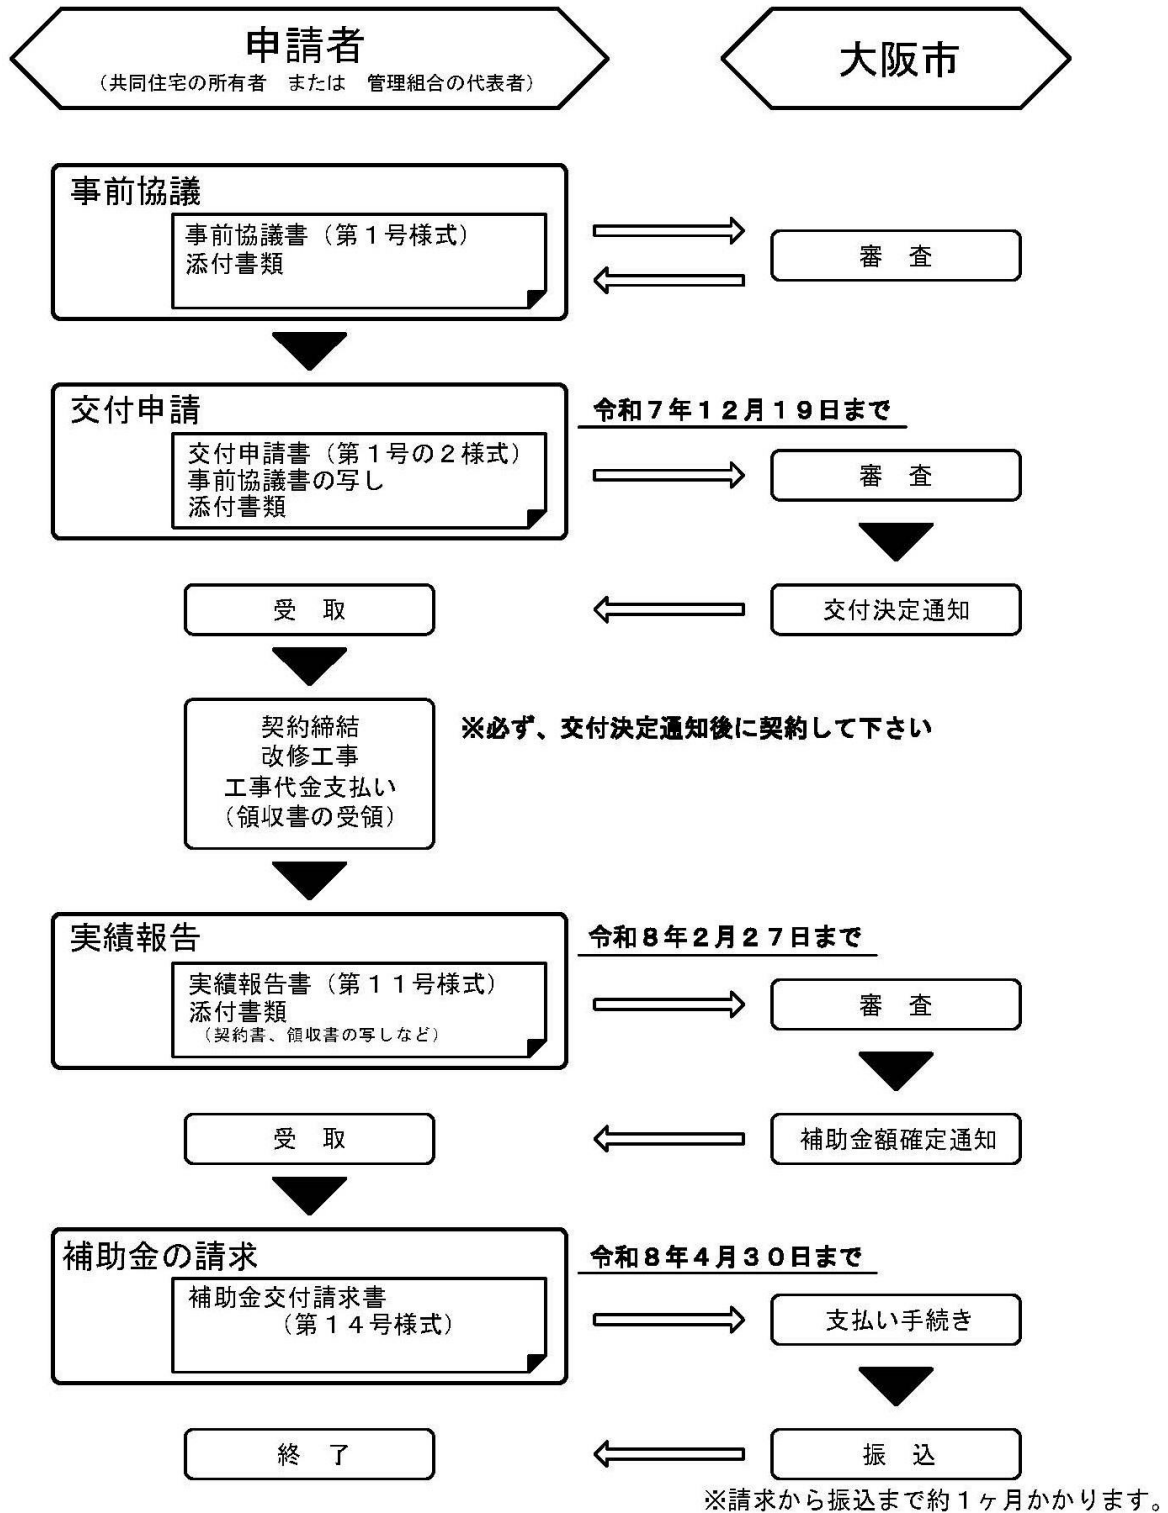 申請者
（共同住宅の所有者　または　管理組合の代表者）
大阪市
事前協議
事前協議書（第１号様式）
添付書類
審　査
交付申請
令和７年１２月１９日まで
交付申請書（第１号の２様式）
事前協議書の写し
添付書類
審　査
受　取
交付決定通知
契約締結
改修工事
工事代金支払い
（領収書の受領）
※必ず、交付決定通知後に契約して下さい
実績報告
令和８年２月２７日まで
実績報告書（第１１号様式）
添付書類
（契約書、領収書の写しなど）
審　査
受　取
補助金額確定通知
補助金の請求
令和８年４月３０日まで
補助金交付請求書
（第１４号様式）
支払い手続き
終　了
振　込
※請求から振込まで約１ヶ月かかります。